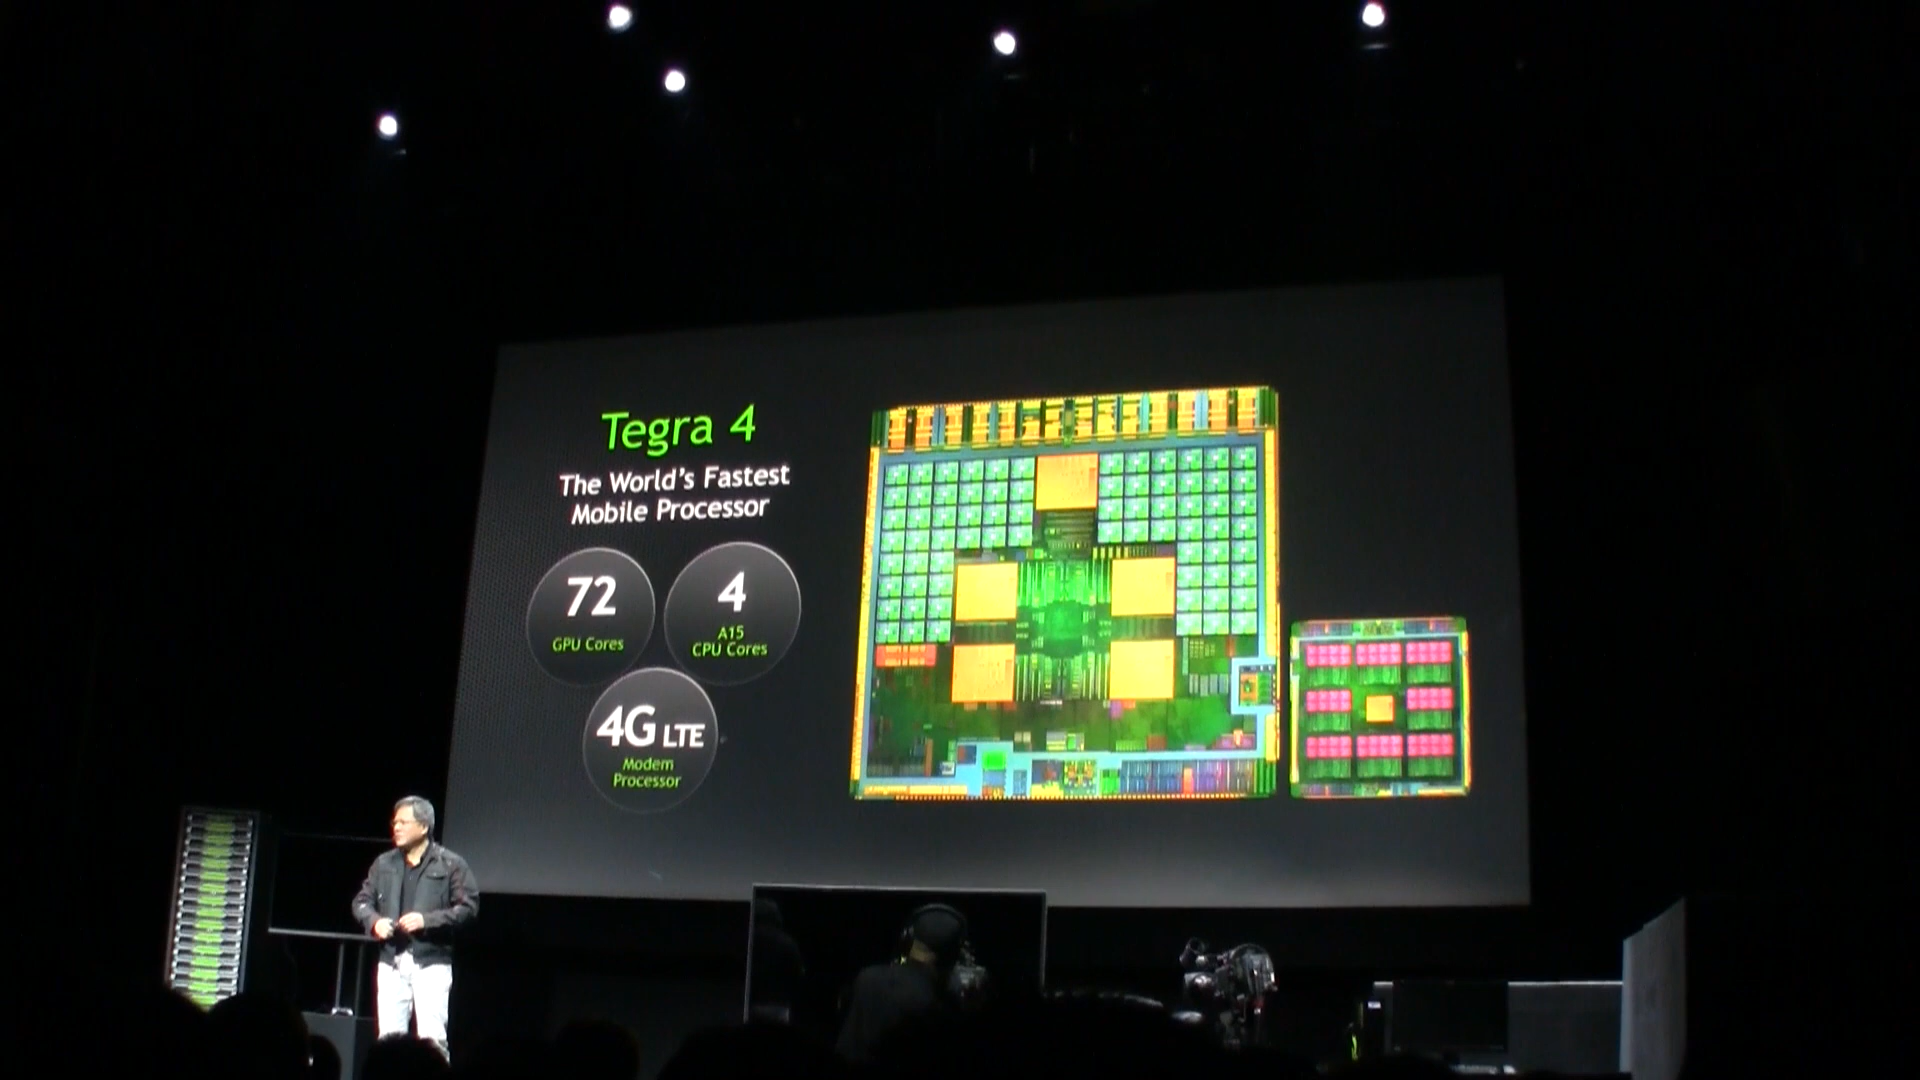 Tegra 4
The World's Fastest
Mobile Processor
72
GPU Cores
4
A15
CPU Cores
4G LTE
Modem
Processor